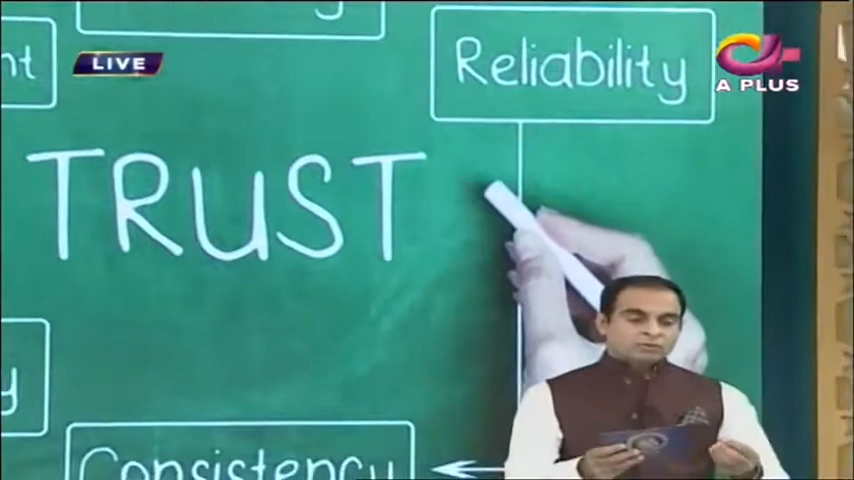 LIVE
Reliability
A PLUS
TRUST
Consistency